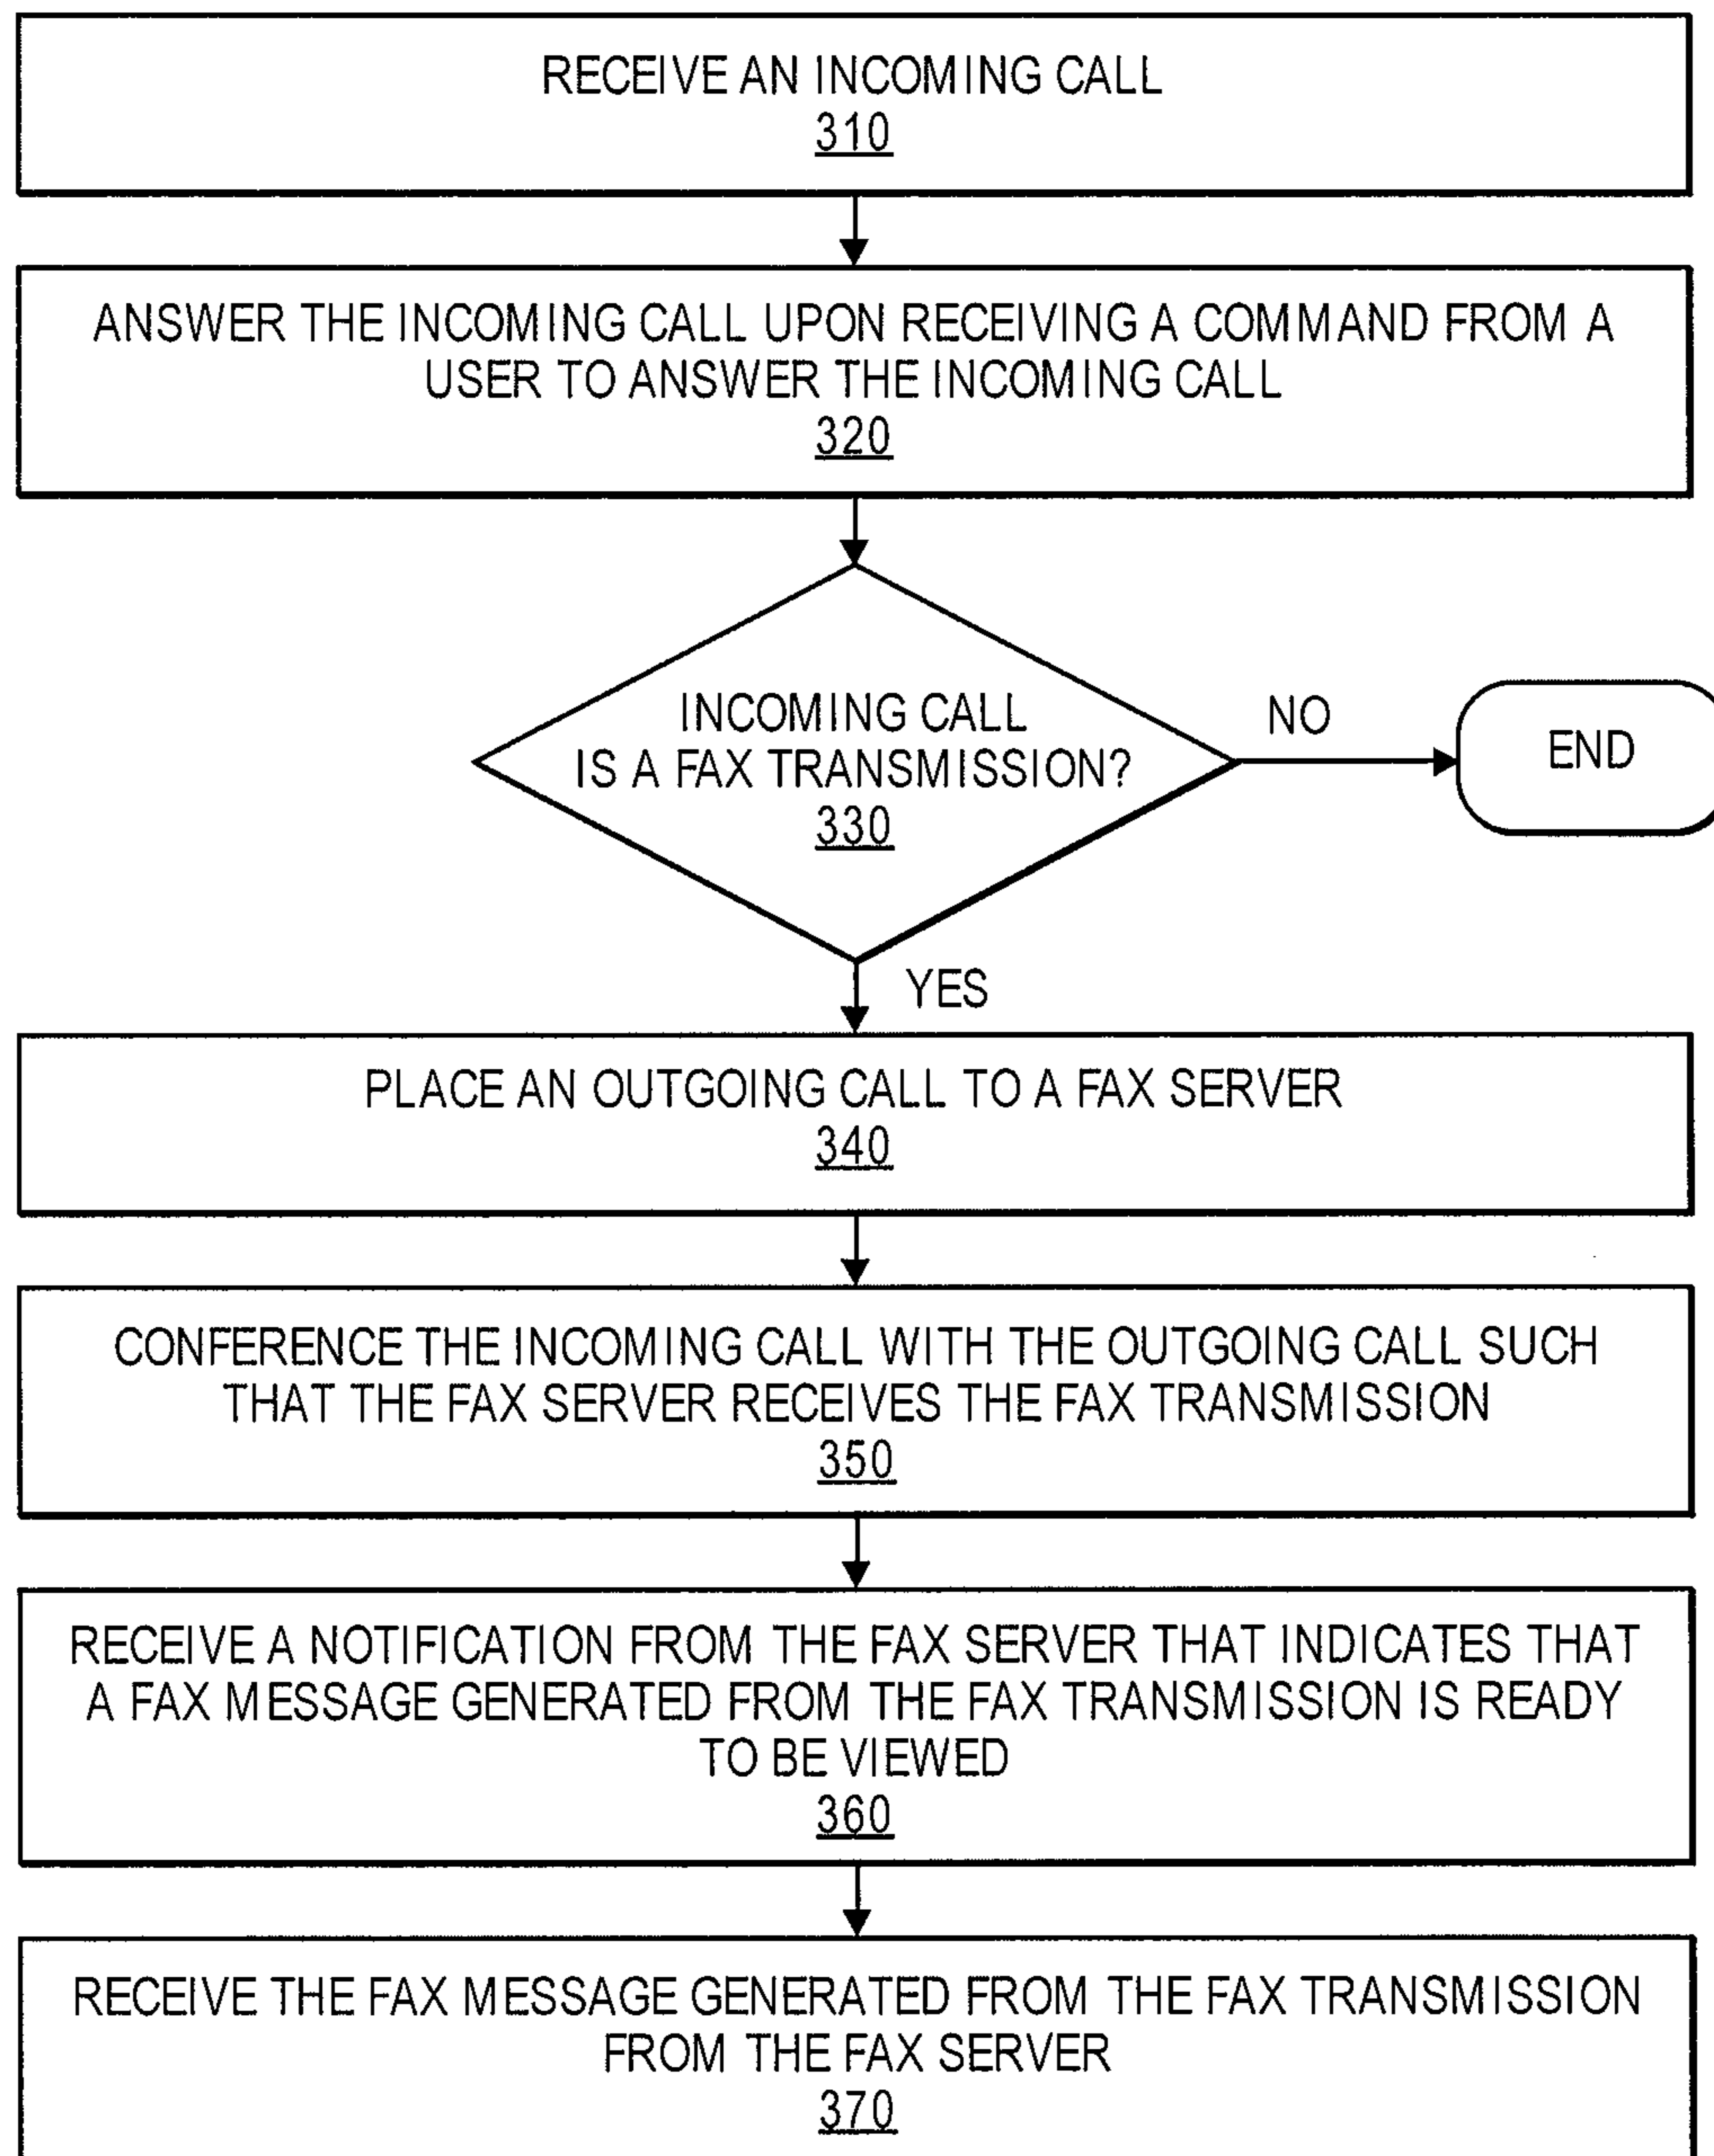 RECEIVE AN INCOMING CALL
310
ANSWER THE INCOMING CALL UPON RECEIVING A COMMAND FROM A
USER TO ANSWER THE INCOMING CALL
320
INCOMING CALL
IS A FAX TRANSMISSION?
330
NO
END
YES
PLACE AN OUTGOING CALL TO A FAX SERVER
340
CONFERENCE THE INCOMING CALL WITH THE OUTGOING CALL SUCH
THAT THE FAX SERVER RECEIVES THE FAX TRANSMISSION
350
RECEIVE A NOTIFICATION FROM THE FAX SERVER THAT INDICATES THAT
A FAX MESSAGE GENERATED FROM THE FAX TRANSMISSION IS READY
TO BE VIEWED
360
RECEIVE THE FAX MESSAGE GENERATED FROM THE FAX TRANSMISSION
FROM THE FAX SERVER
370